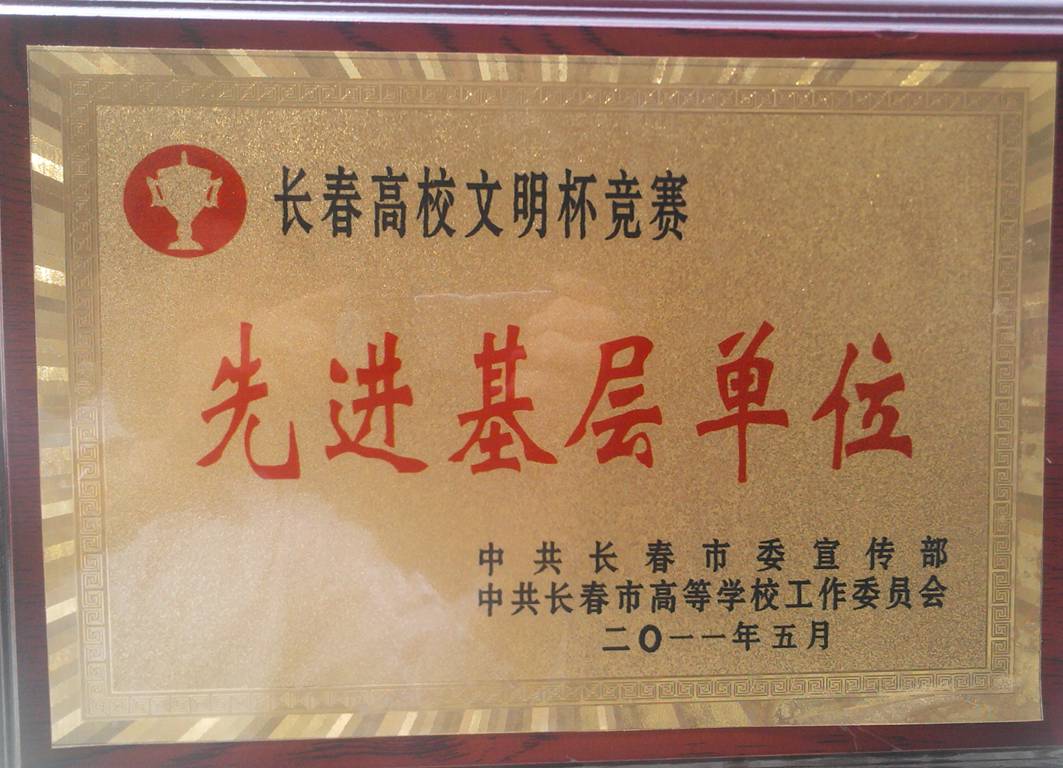 长春高校文明杯竞赛
先进基层单位
中共长春市委宣传部
中共长春市高等学校工作委员会
二〇一一年五月